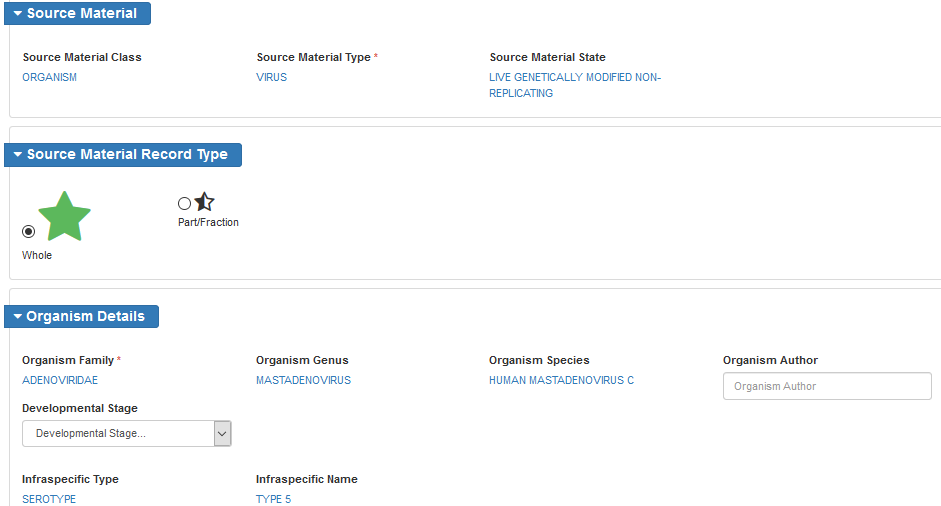 Source Material
Source Material Class
Source Material Type *
Source Material State
ORGANISM
VIRUS
LIVE GENETICALLY MODIFIED NON-
REPLICATING
Source Material Record Type
Part/Fraction
Whole
Organism Details
Organism Family *
Organism Genus
Organism Species
Organism Author
ADENOVIRIDAE
MASTADENOVIRUS
HUMAN MASTADENOVIRUS C
Organism Author
Developmental Stage
Developmental Stage...
Infraspecific Type
Infraspecific Name
SEROTYPE
TYPE 5